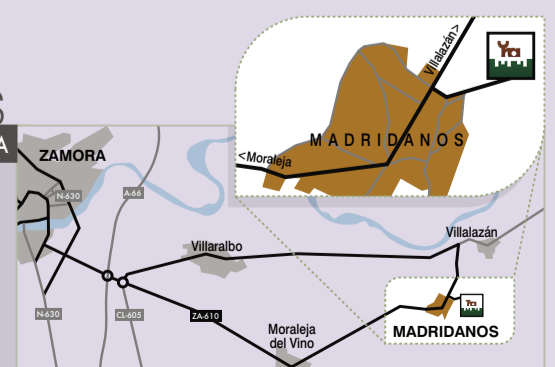 Villalazán>
MADRIDANOS
<Moraleja
A
ZAMORA
N-630
A-66
Villaralbo
Villalazán
N-630
CL-605
ZA-610
MADRIDANOS
Moraleja
del Vino